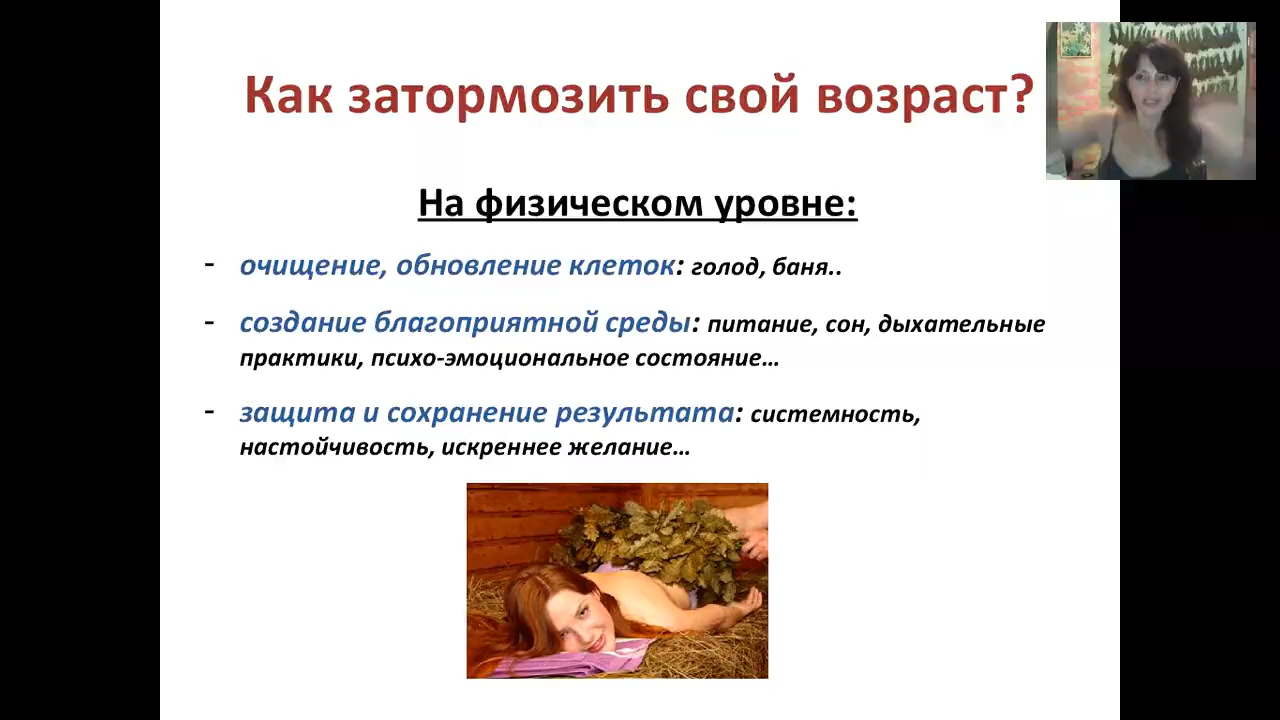 Как затормозить свой возраст?
На физическом уровне:
- очищение, обновление клеток: голод, баня..
- создание благоприятной среды: питание, сон, дыхательные
практики, психо-эмоциональное состояние...
- защита и сохранение результата: системность,
настойчивость, искреннее желание...